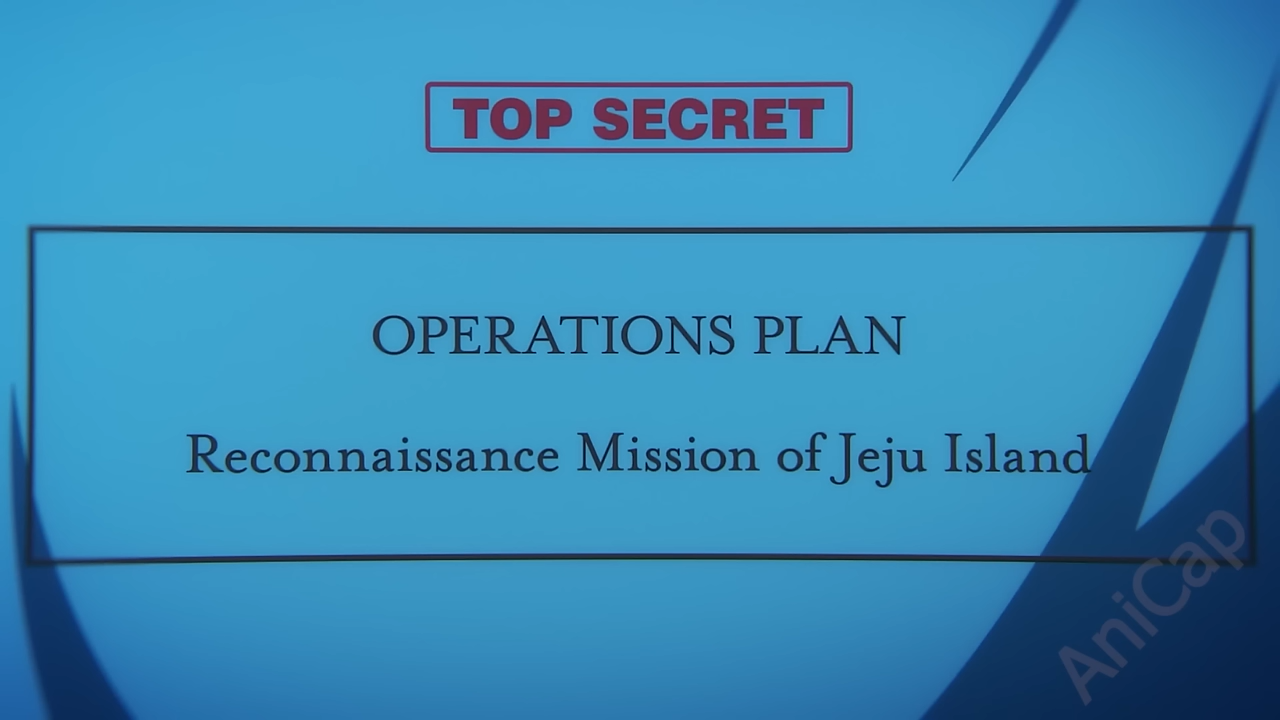 TOP SECRET
OPERATIONS PLAN
Reconnaissance Mission of Jeju Island
AniCap